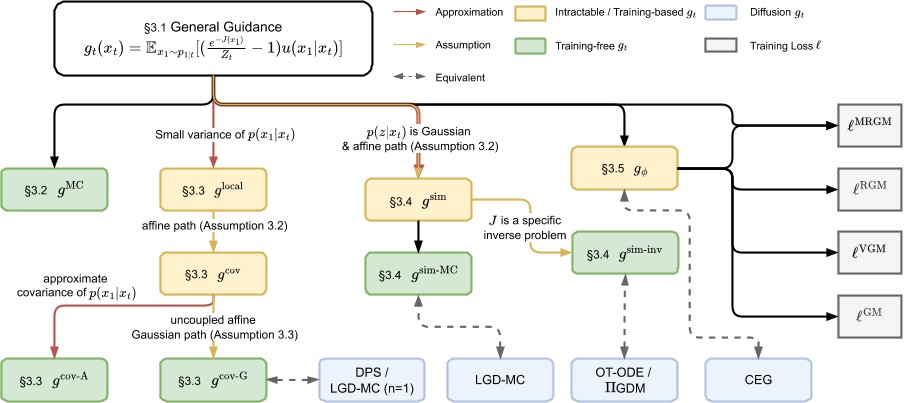 §3.1 General Guidance
g_t(x_t) = 𝔼_{x_1∼p_{1|t}}[(e^{-J(x_1)}/Z_t − 1)u(x_1|x_t)]
Approximation
Assumption
Equivalent
Intractable / Training-based g_t
Training-free g_t
Diffusion g_t
Training Loss ℓ
Small variance of p(x_1|x_t)
p(z|x_t) is Gaussian
& affine path (Assumption 3.2)
§3.2 g^MC
§3.3 g^local
§3.4 g^sim
§3.5 g_ϕ
ℓ^MRGM
ℓ^RGM
ℓ^VGM
ℓ^GM
affine path (Assumption 3.2)
J is a specific
inverse problem
§3.3 g^cov
§3.4 g^sim-MC
§3.4 g^sim-inv
approximate
covariance of p(x_1|x_t)
uncoupled affine
Gaussian path (Assumption 3.3)
§3.3 g^cov-A
§3.3 g^cov-G
DPS /
LGD-MC (n=1)
LGD-MC
OT-ODE /
ΠGDM
CEG